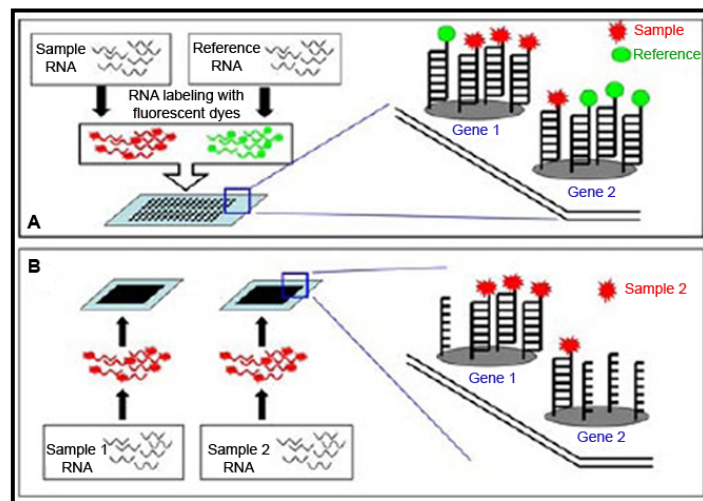 Sample
RNA
Reference
RNA
RNA labeling with
fluorescent dyes
Sample
Reference
Gene 1
Gene 2
A
B
Sample 1
RNA
Sample 2
RNA
Sample 2
Gene 1
Gene 2